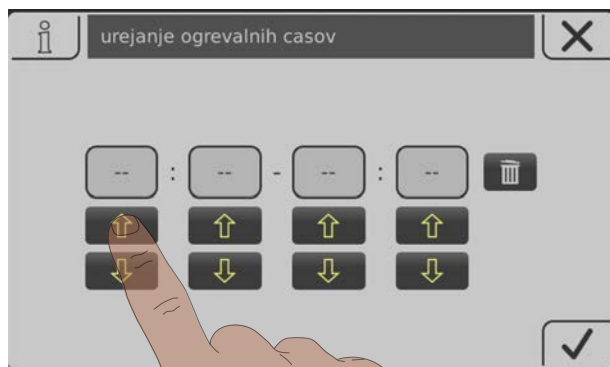 urejanje ogrevalnih casov
-- : -- - -- : --